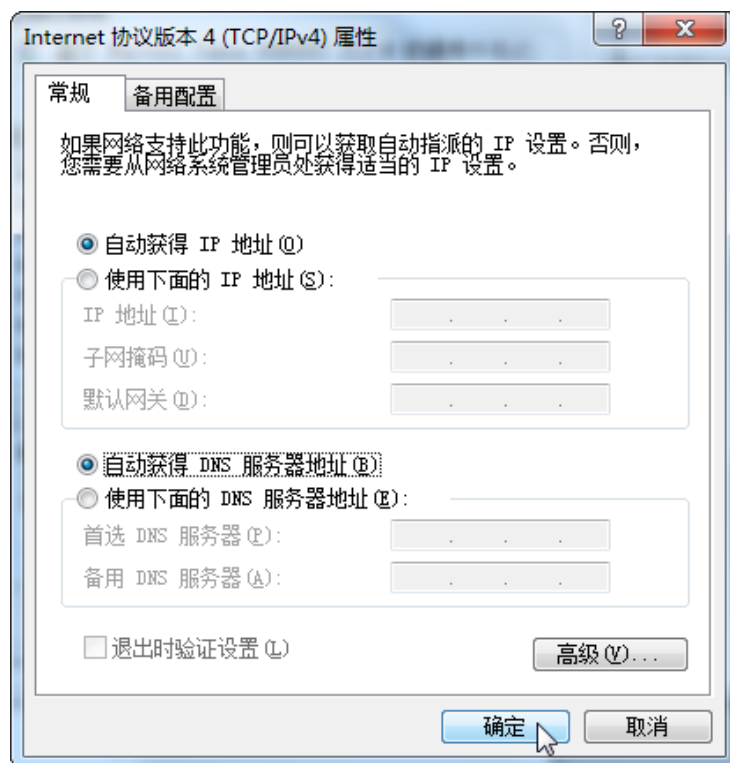 Internet 协议版本 4 (TCP/IPv4) 属性
常规
备用配置
如果网络支持此功能，则可以获取自动指派的 IP 设置。否则，
您需要从网络系统管理员处获得适当的 IP 设置。
自动获得 IP 地址(O)
使用下面的 IP 地址(S):
IP 地址(I):
子网掩码(U):
默认网关(D):
自动获得 DNS 服务器地址(B)
使用下面的 DNS 服务器地址(E):
首选 DNS 服务器(P):
备用 DNS 服务器(A):
退出时验证设置(L)
高级(V)...
确定
取消